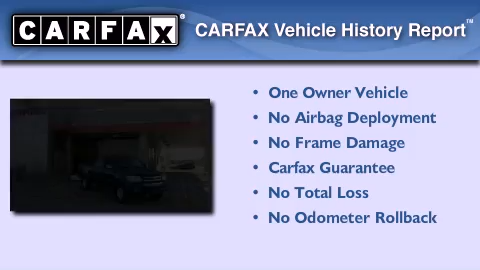 CARFAX® CARFAX Vehicle History Report™
• One Owner Vehicle
• No Airbag Deployment
• No Frame Damage
• Carfax Guarantee
• No Total Loss
• No Odometer Rollback